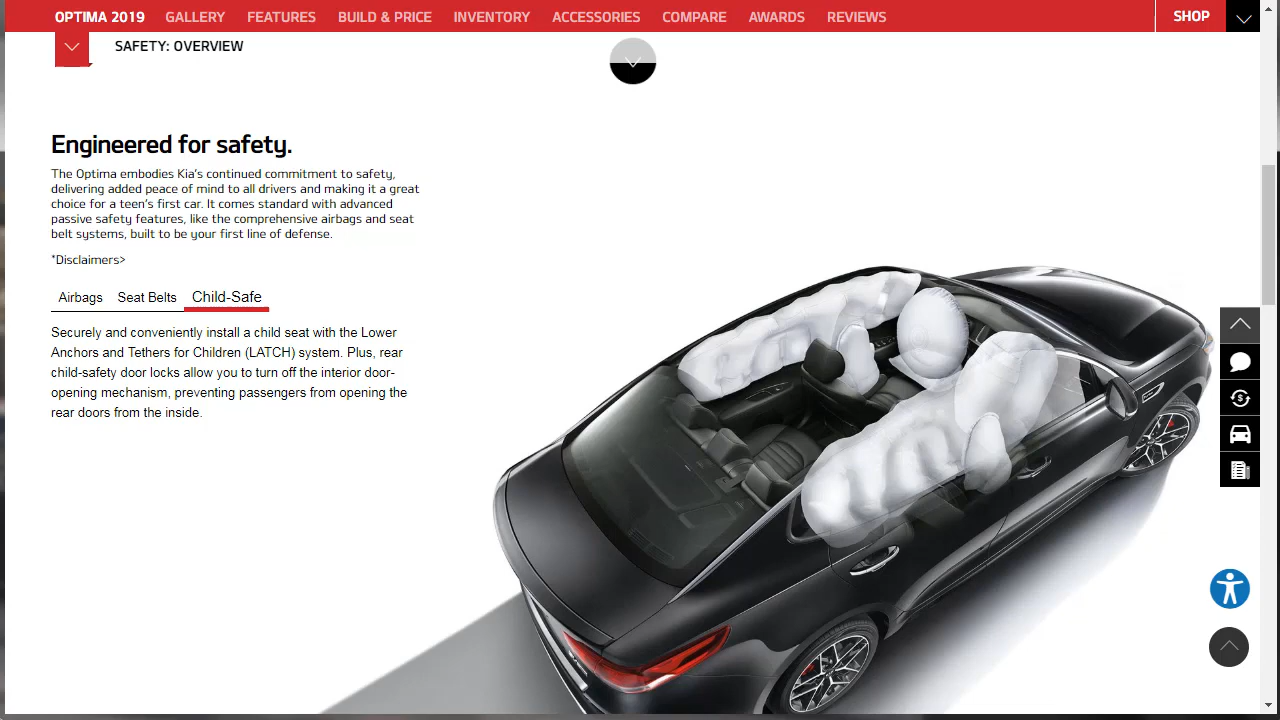 OPTIMA 2019 GALLERY FEATURES BUILD & PRICE INVENTORY ACCESSORIES COMPARE AWARDS REVIEWS SHOP
SAFETY: OVERVIEW
Engineered for safety.
The Optima embodies Kia's continued commitment to safety,
delivering added peace of mind to all drivers and making it a great
choice for a teen's first car. It comes standard with advanced
passive safety features, like the comprehensive airbags and seat
belt systems, built to be your first line of defense.
*Disclaimers>
Airbags Seat Belts Child-Safe
Securely and conveniently install a child seat with the Lower
Anchors and Tethers for Children (LATCH) system. Plus, rear
child-safety door locks allow you to turn off the interior door-
opening mechanism, preventing passengers from opening the
rear doors from the inside.